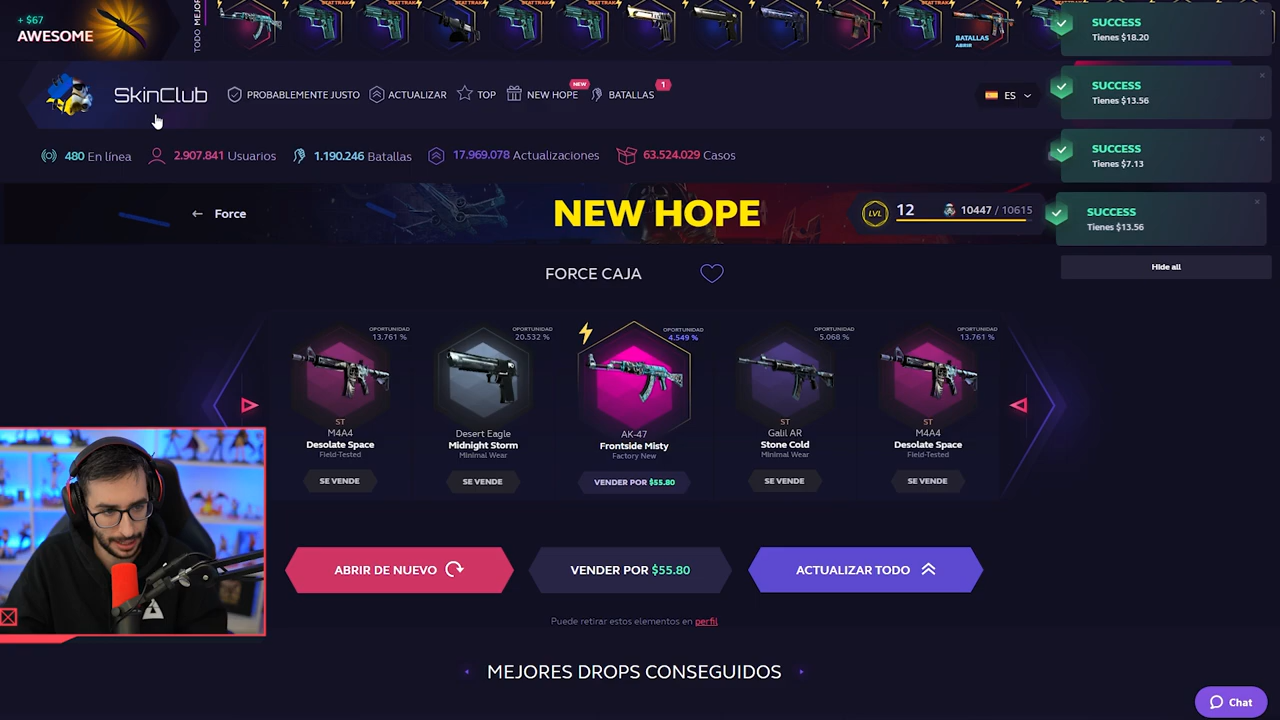 + $67
AWESOME
TODO MEJOR
STATTRAK
BATALLAS
ABRIR
SUCCESS
Tienes $18.20
SUCCESS
Tienes $13.56
SUCCESS
Tienes $7.13
SUCCESS
Tienes $13.56
Hide all
SkinClub
PROBABLEMENTE JUSTO
ACTUALIZAR
TOP
NEW HOPE
NEW
BATALLAS
1
ES
480 En línea
2.907.841 Usuarios
1.190.246 Batallas
17.969.078 Actualizaciones
63.524.029 Casos
← Force
NEW HOPE
LVL
12
10447 / 10615
FORCE CAJA
OPORTUNIDAD
13.761 %
ST
M4A4
Desolate Space
Field-Tested
SE VENDE
OPORTUNIDAD
20.532 %
Desert Eagle
Midnight Storm
Minimal Wear
SE VENDE
OPORTUNIDAD
4.549 %
AK-47
Frontside Misty
Factory New
VENDER POR $55.80
OPORTUNIDAD
5.068 %
ST
Galil AR
Stone Cold
Minimal Wear
SE VENDE
OPORTUNIDAD
13.761 %
ST
M4A4
Desolate Space
Field-Tested
SE VENDE
ABRIR DE NUEVO
VENDER POR $55.80
ACTUALIZAR TODO
Puede retirar estos elementos en perfil
MEJORES DROPS CONSEGUIDOS
Chat